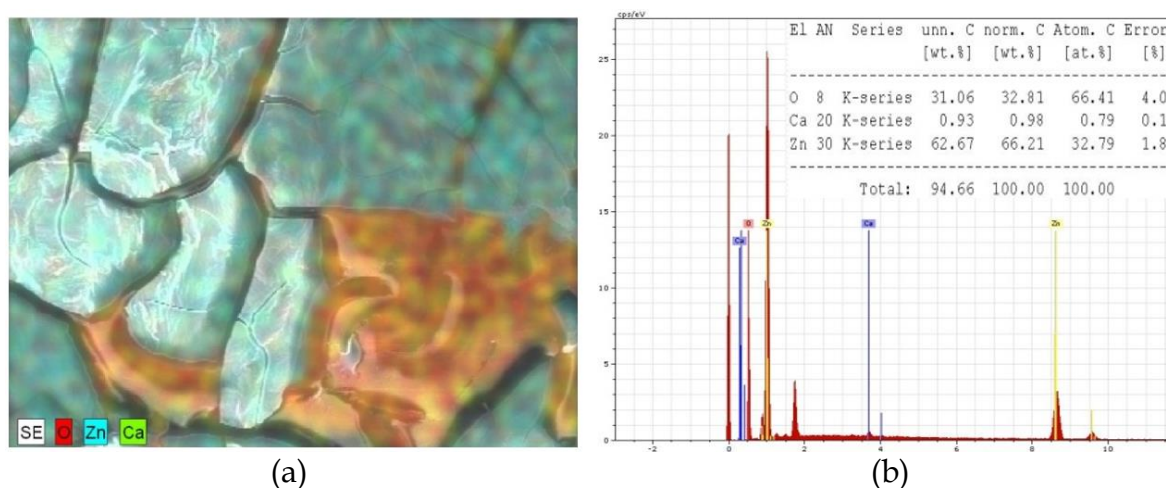 SE O Zn Ca
(a)
cps/eV
El AN Series unn. C norm. C Atom. C Error
[wt.%] [wt.%] [at.%] [%]
O 8 K-series 31.06 32.81 66.41 4.0
Ca 20 K-series 0.93 0.98 0.79 0.1
Zn 30 K-series 62.67 66.21 32.79 1.8
Total: 94.66 100.00 100.00
25
20
15
10
5
0
O Zn Ca Zn
Ca
-2 0 2 4 6 8 10
(b)